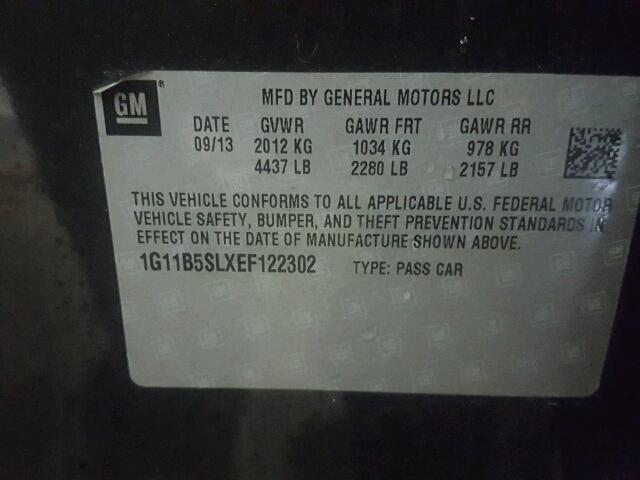 GM ®
MFD BY GENERAL MOTORS LLC
DATE GVWR GAWR FRT GAWR RR
09/13 2012 KG 1034 KG 978 KG
4437 LB 2280 LB 2157 LB
THIS VEHICLE CONFORMS TO ALL APPLICABLE U.S. FEDERAL MOTOR
VEHICLE SAFETY, BUMPER, AND THEFT PREVENTION STANDARDS IN
EFFECT ON THE DATE OF MANUFACTURE SHOWN ABOVE.
1G11B5SLXEF122302 TYPE: PASS CAR